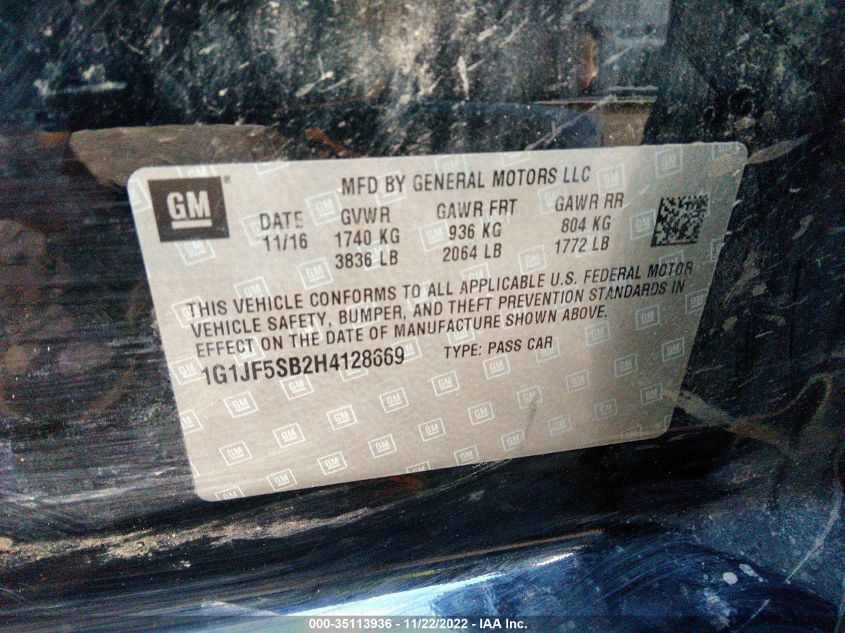 GM ® MFD BY GENERAL MOTORS LLC
DATE GVWR GAWR FRT GAWR RR
11/16 1740 KG 936 KG 804 KG
3836 LB 2064 LB 1772 LB
THIS VEHICLE CONFORMS TO ALL APPLICABLE U.S. FEDERAL MOTOR
VEHICLE SAFETY, BUMPER, AND THEFT PREVENTION STANDARDS IN
EFFECT ON THE DATE OF MANUFACTURE SHOWN ABOVE.
1G1JF5SB2H4128669 TYPE: PASS CAR
000-35113936 - 11/22/2022 - IAA Inc.